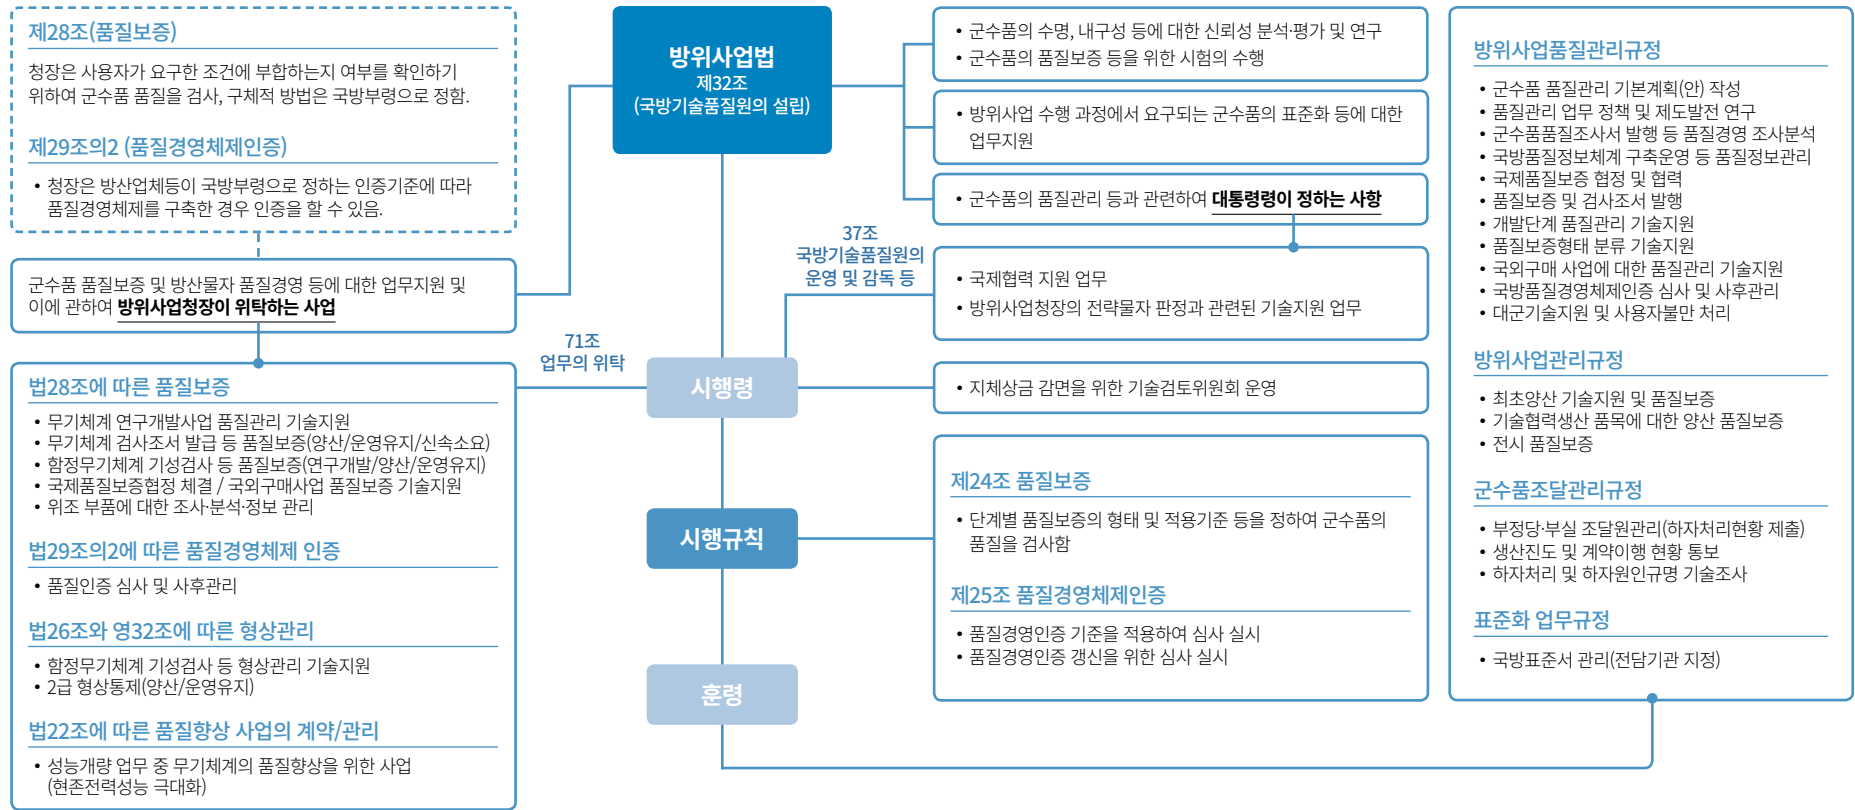 제28조(품질보증)
청장은 사용자가 요구한 조건에 부합하는지 여부를 확인하기
위하여 군수품 품질을 검사, 구체적 방법은 국방부령으로 정함.
제29조의2 (품질경영체제인증)
• 청장은 방산업체등이 국방부령으로 정하는 인증기준에 따라
품질경영체제를 구축한 경우 인증을 할 수 있음.
군수품 품질보증 및 방산물자 품질경영 등에 대한 업무지원 및
이에 관하여 방위사업청장이 위탁하는 사업
법28조에 따른 품질보증
• 무기체계 연구개발사업 품질관리 기술지원
• 무기체계 검사조서 발급 등 품질보증(양산/운영유지/신속소요)
• 함정무기체계 기성검사 등 품질보증(연구개발/양산/운영유지)
• 국제품질보증협정 체결 / 국외구매사업 품질보증 기술지원
• 위조 부품에 대한 조사·분석·정보 관리
법29조의2에 따른 품질경영체제 인증
• 품질인증 심사 및 사후관리
법26조와 영32조에 따른 형상관리
• 함정무기체계 기성검사 등 형상관리 기술지원
• 2급 형상통제(양산/운영유지)
법22조에 따른 품질향상 사업의 계약/관리
• 성능개량 업무 중 무기체계의 품질향상을 위한 사업
(현존전력성능 극대화)
71조
업무의 위탁
방위사업법
제32조
(국방기술품질원의 설립)
37조
국방기술품질원의
운영 및 감독 등
시행령
시행규칙
훈령
• 군수품의 수명, 내구성 등에 대한 신뢰성 분석·평가 및 연구
• 군수품의 품질보증 등을 위한 시험의 수행
• 방위사업 수행 과정에서 요구되는 군수품의 표준화 등에 대한
업무지원
• 군수품의 품질관리 등과 관련하여 대통령령이 정하는 사항
• 국제협력 지원 업무
• 방위사업청장의 전략물자 판정과 관련된 기술지원 업무
• 지체상금 감면을 위한 기술검토위원회 운영
제24조 품질보증
• 단계별 품질보증의 형태 및 적용기준 등을 정하여 군수품의
품질을 검사함
제25조 품질경영체제인증
• 품질경영인증 기준을 적용하여 심사 실시
• 품질경영인증 갱신을 위한 심사 실시
방위사업품질관리규정
• 군수품 품질관리 기본계획(안) 작성
• 품질관리 업무 정책 및 제도발전 연구
• 군수품품질조사서 발행 등 품질경영 조사분석
• 국방품질정보체계 구축운영 등 품질정보관리
• 국제품질보증 협정 및 협력
• 품질보증 및 검사조서 발행
• 개발단계 품질관리 기술지원
• 품질보증형태 분류 기술지원
• 국외구매 사업에 대한 품질관리 기술지원
• 국방품질경영체제인증 심사 및 사후관리
• 대군기술지원 및 사용자불만 처리
방위사업관리규정
• 최초양산 기술지원 및 품질보증
• 기술협력생산 품목에 대한 양산 품질보증
• 전시 품질보증
군수품조달관리규정
• 부정당·부실 조달원관리(하자처리현황 제출)
• 생산진도 및 계약이행 현황 통보
• 하자처리 및 하자원인규명 기술조사
표준화 업무규정
• 국방표준서 관리(전담기관 지정)